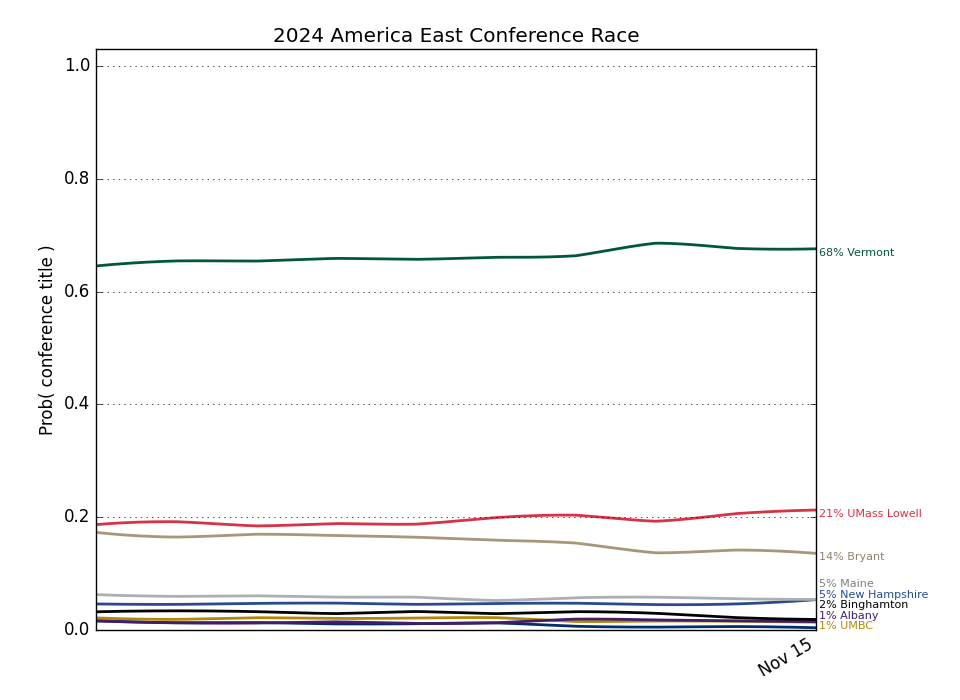 2024 America East Conference Race
1.0
0.8
0.6
0.4
0.2
0.0
Prob( conference title )
68% Vermont
21% UMass Lowell
14% Bryant
5% Maine
5% New Hampshire
2% Binghamton
1% Albany
1% UMBC
Nov 15